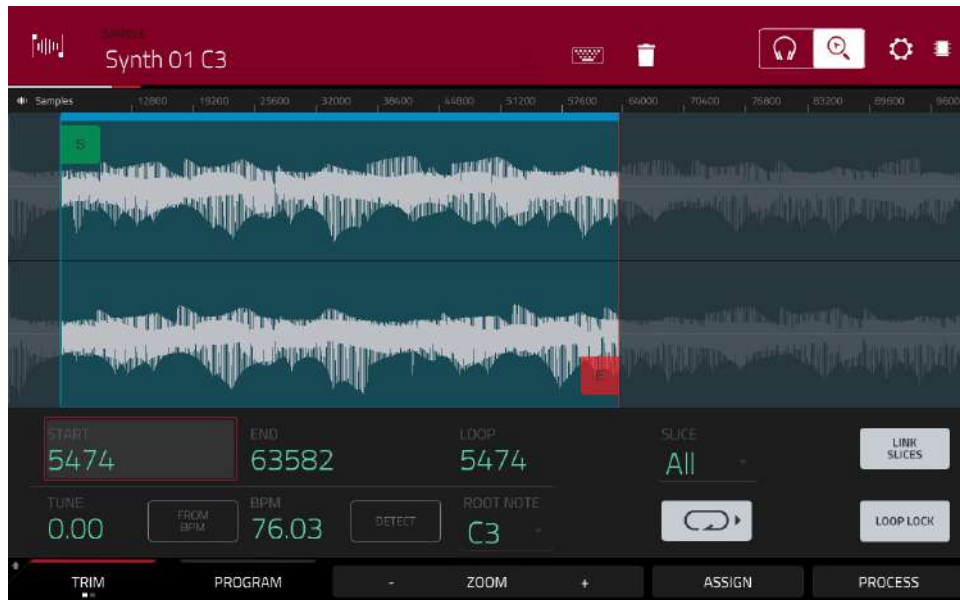 SAMPLE
Synth 01 C3
Samples 12800 19200 25600 32000 38400 44800 51200 57600 64000 70400 76800 83200 89600 9600
S
E
START END LOOP SLICE
5474 63582 5474 All
LINK SLICES
TUNE BPM ROOT NOTE
0.00 FROM BPM 76.03 DETECT C3
LOOP LOCK
TRIM PROGRAM - ZOOM + ASSIGN PROCESS